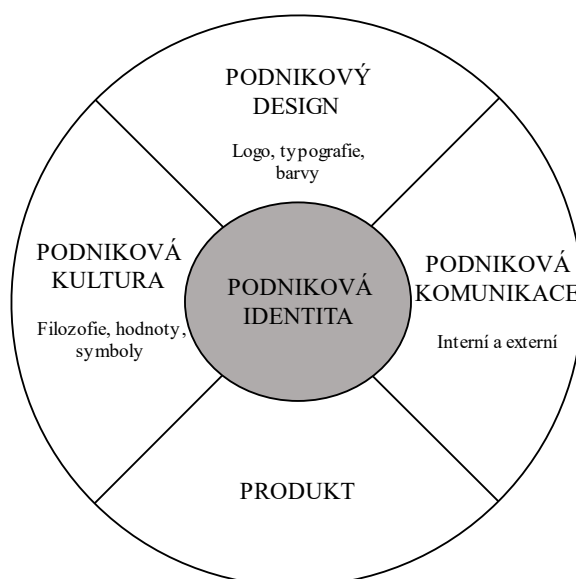 PODNIKOVÝ
DESIGN
Logo, typografie,
barvy
PODNIKOVÁ
KULTURA
Filozofie, hodnoty,
symboly
PODNIKOVÁ
IDENTITA
PODNIKOVÁ
KOMUNIKACE
Interní a externí
PRODUKT